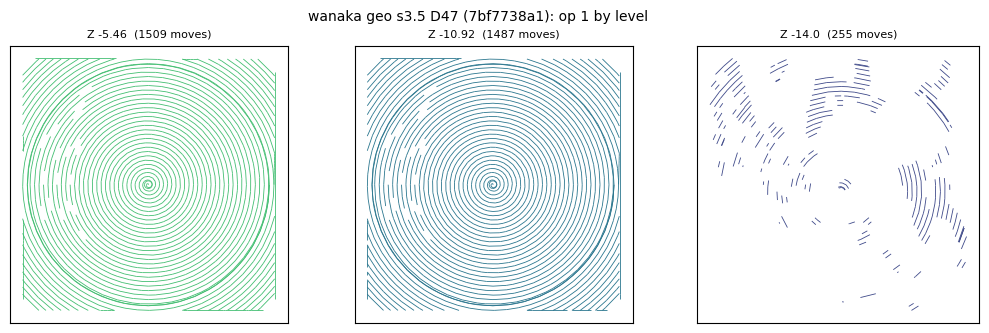 wanaka geo s3.5 D47 (7bf7738a1): op 1 by level
Z -5.46  (1509 moves)
Z -10.92  (1487 moves)
Z -14.0  (255 moves)